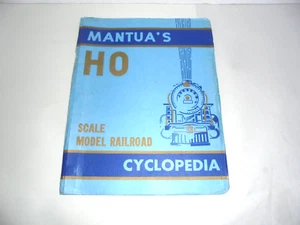 MANTUA'S
HO
SCALE
MODEL RAILROAD
CYCLOPEDIA